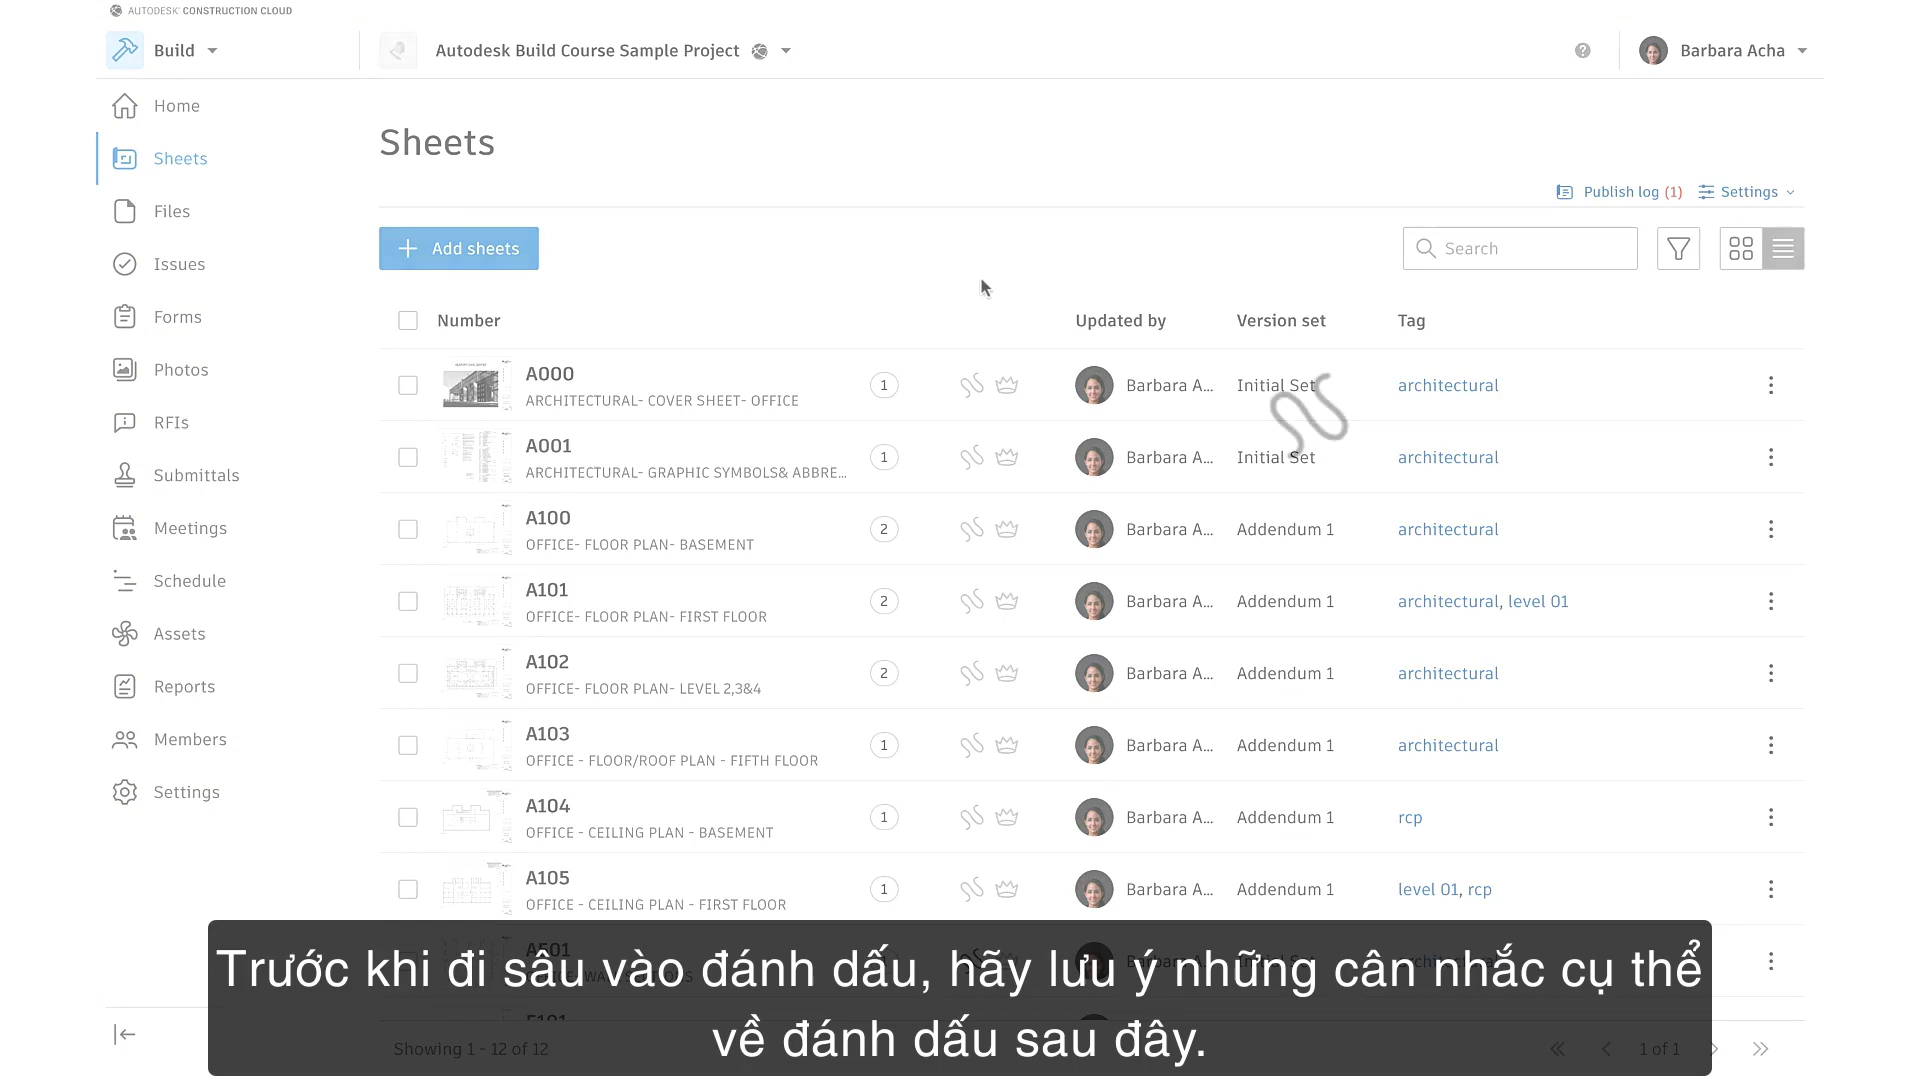 AUTODESK CONSTRUCTION CLOUD
Build
Autodesk Build Course Sample Project
Barbara Acha
Home
Sheets
Files
Issues
Forms
Photos
RFIs
Submittals
Meetings
Schedule
Assets
Reports
Members
Settings
Sheets
Publish log (1)
Settings
Add sheets
Search
Number
Updated by
Version set
Tag
A000
ARCHITECTURAL- COVER SHEET- OFFICE
1
Barbara A...
Initial Set
architectural
A001
ARCHITECTURAL- GRAPHIC SYMBOLS& ABBRE...
1
Barbara A...
Initial Set
architectural
A100
OFFICE- FLOOR PLAN- BASEMENT
2
Barbara A...
Addendum 1
architectural
A101
OFFICE- FLOOR PLAN- FIRST FLOOR
2
Barbara A...
Addendum 1
architectural, level 01
A102
OFFICE- FLOOR PLAN- LEVEL 2,3&4
2
Barbara A...
Addendum 1
architectural
A103
OFFICE - FLOOR/ROOF PLAN - FIFTH FLOOR
1
Barbara A...
Addendum 1
architectural
A104
OFFICE - CEILING PLAN - BASEMENT
1
Barbara A...
Addendum 1
rcp
A105
OFFICE - CEILING PLAN - FIRST FLOOR
1
Barbara A...
Addendum 1
level 01, rcp
A501
Trước khi đi sâu vào đánh dấu, hãy lưu ý những cân nhắc cụ thể
về đánh dấu sau đây.
Showing 1 - 12 of 12
1 of 1